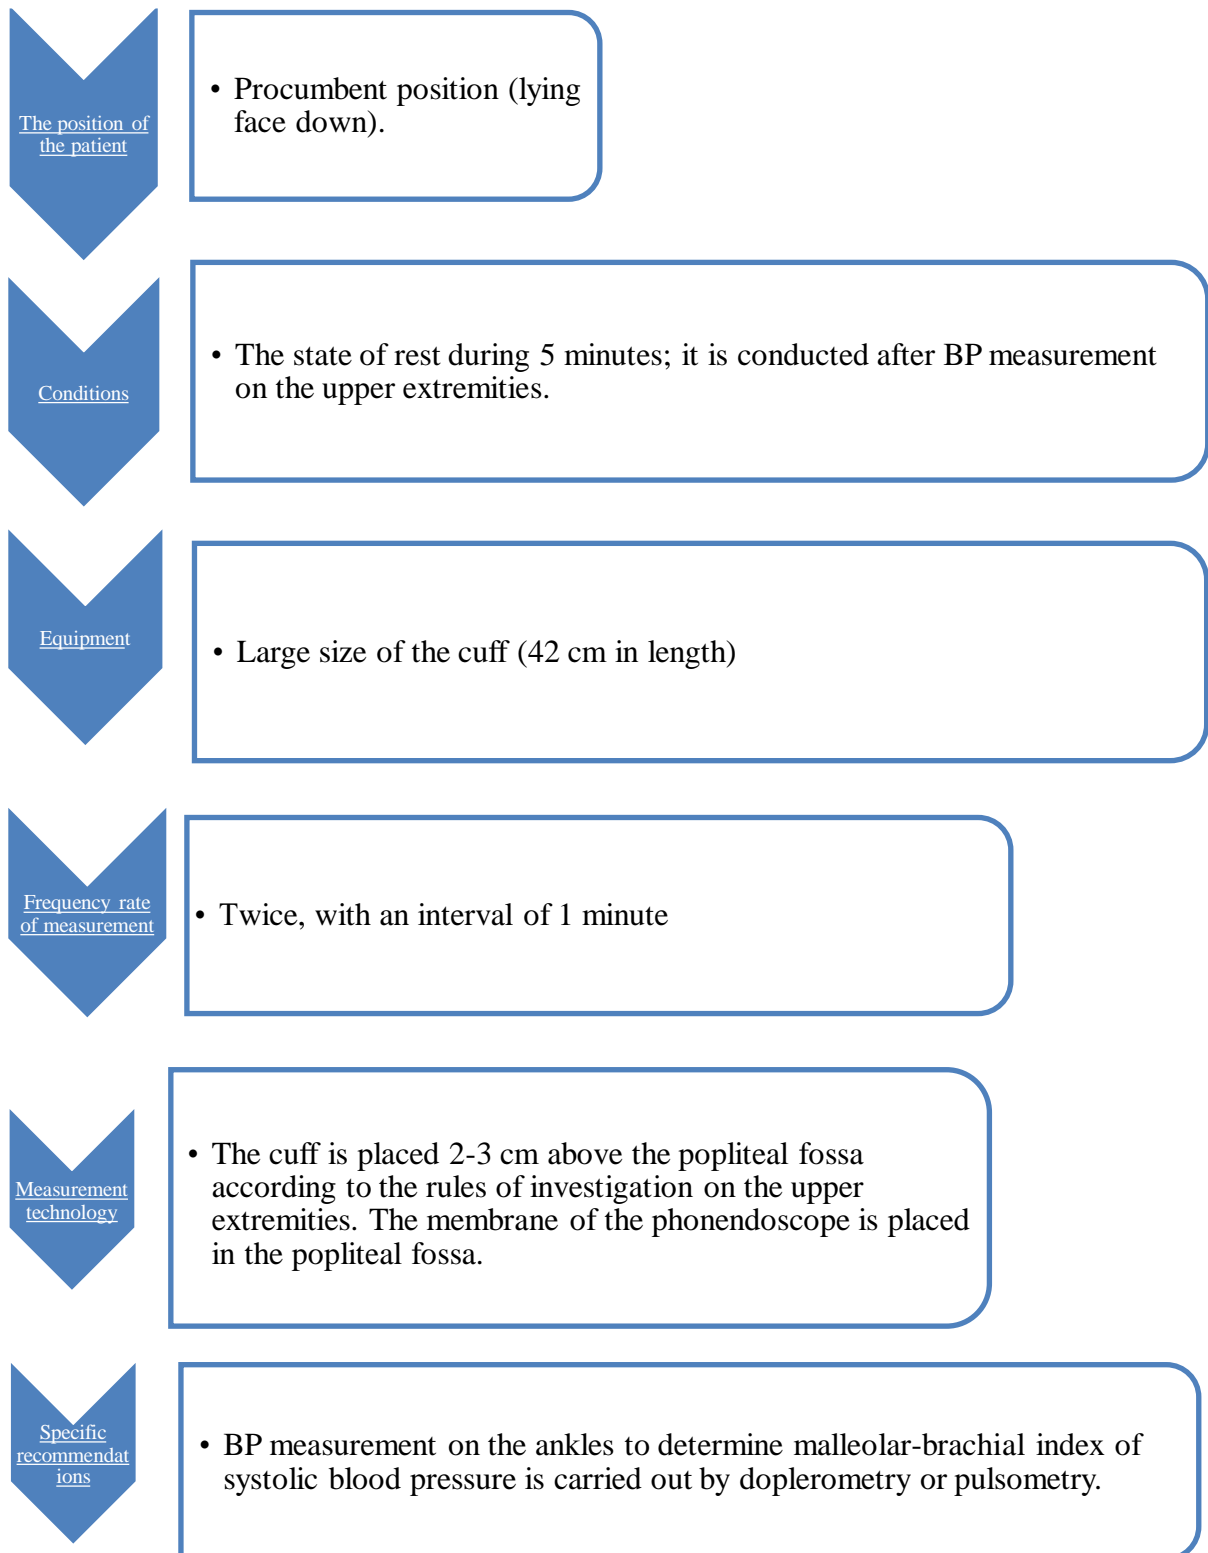 The position of
the patient
• Procumbent position (lying
face down).
Conditions
• The state of rest during 5 minutes; it is conducted after BP measurement
on the upper extremities.
Equipment
• Large size of the cuff (42 cm in length)
Frequency rate
of measurement
• Twice, with an interval of 1 minute
Measurement
technology
• The cuff is placed 2-3 cm above the popliteal fossa
according to the rules of investigation on the upper
extremities. The membrane of the phonendoscope is placed
in the popliteal fossa.
Specific
recommendat
ions
• BP measurement on the ankles to determine malleolar-brachial index of
systolic blood pressure is carried out by doplerometry or pulsometry.